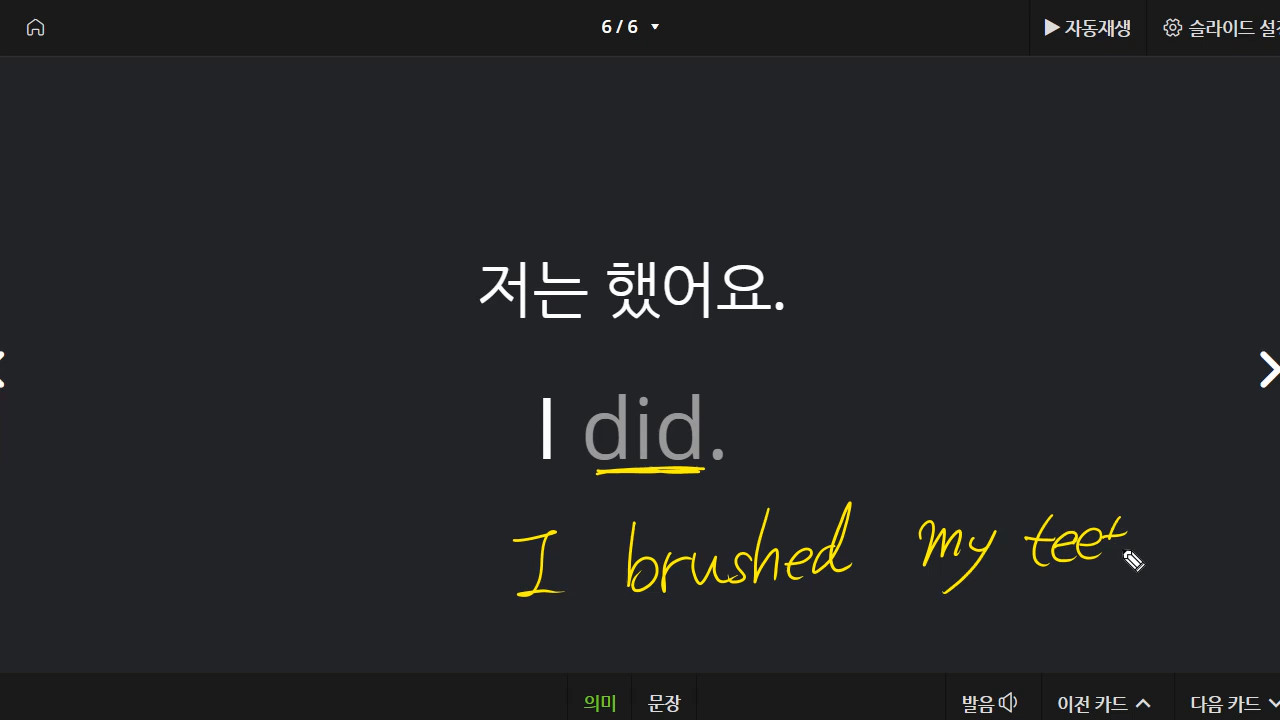 6 / 6
자동재생
슬라이드 설정
저는 했어요.
I did.
I brushed my teet
의미
문장
발음
이전 카드
다음 카드